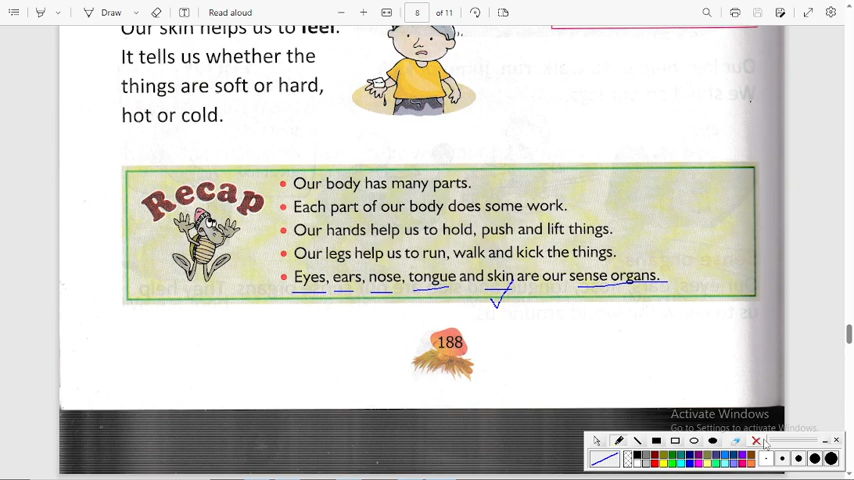 Draw
Read aloud
8 of 11
Our skin helps us to feel.
It tells us whether the
things are soft or hard,
hot or cold.
Recap
• Our body has many parts.
• Each part of our body does some work.
• Our hands help us to hold, push and lift things.
• Our legs help us to run, walk and kick the things.
• Eyes, ears, nose, tongue and skin are our sense organs.
188
Activate Windows
Go to Settings to activate Windows.